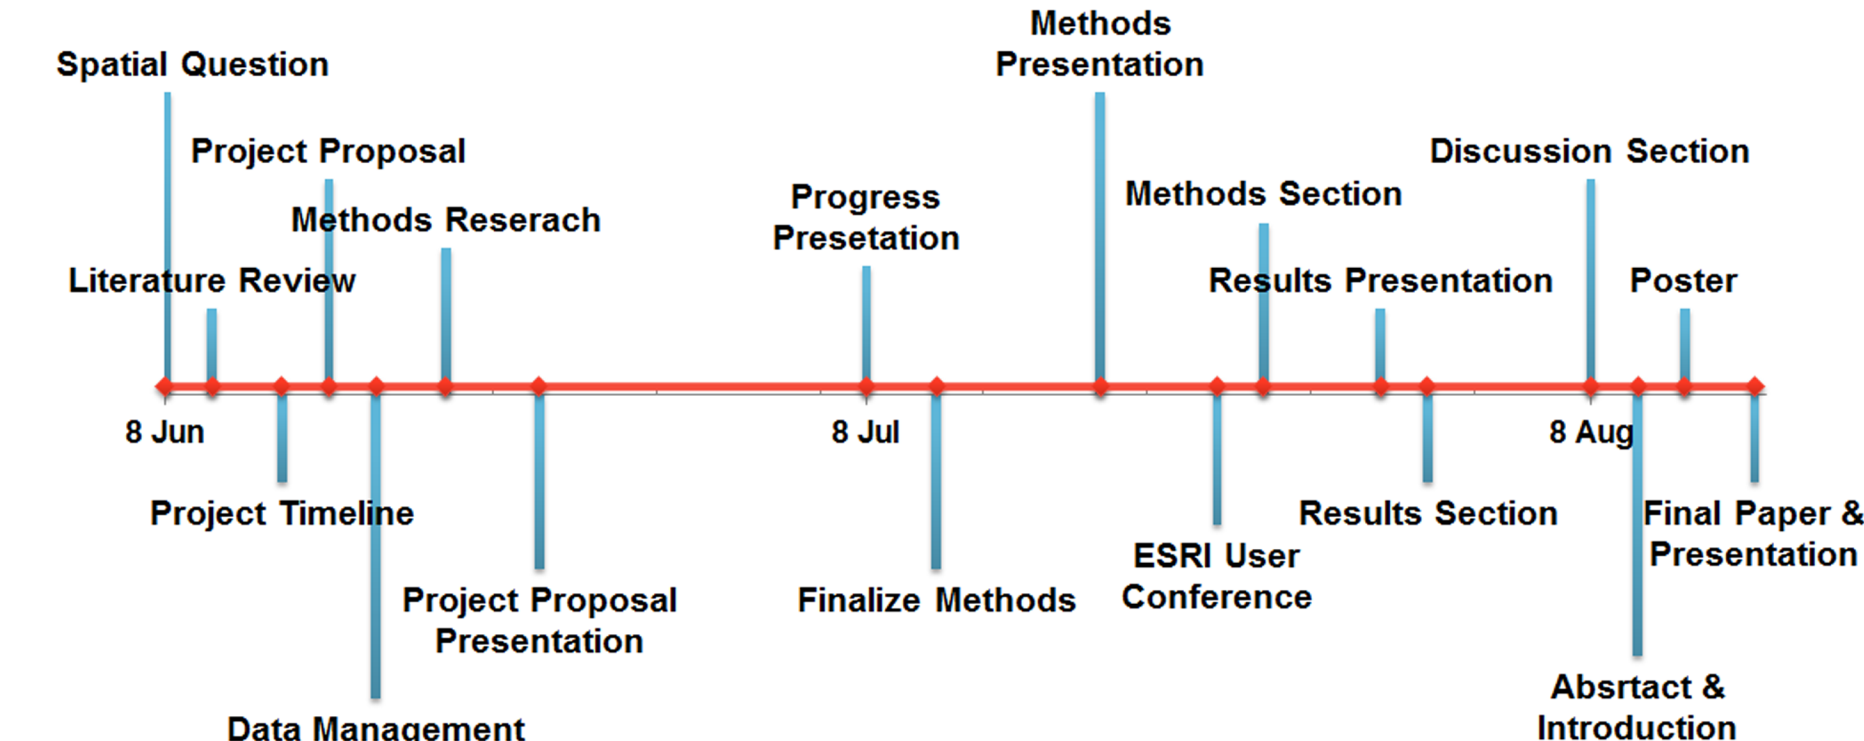 Methods
Presentation
Spatial Question
Project Proposal
Discussion Section
Progress
Presetation
Methods Section
Methods Reserach
Literature Review
Results Presentation
Poster
8 Jun
8 Jul
8 Aug
Project Timeline
Results Section
Final Paper &
Presentation
ESRI User
Conference
Project Proposal
Presentation
Finalize Methods
Absrtact &
Introduction
Data Management